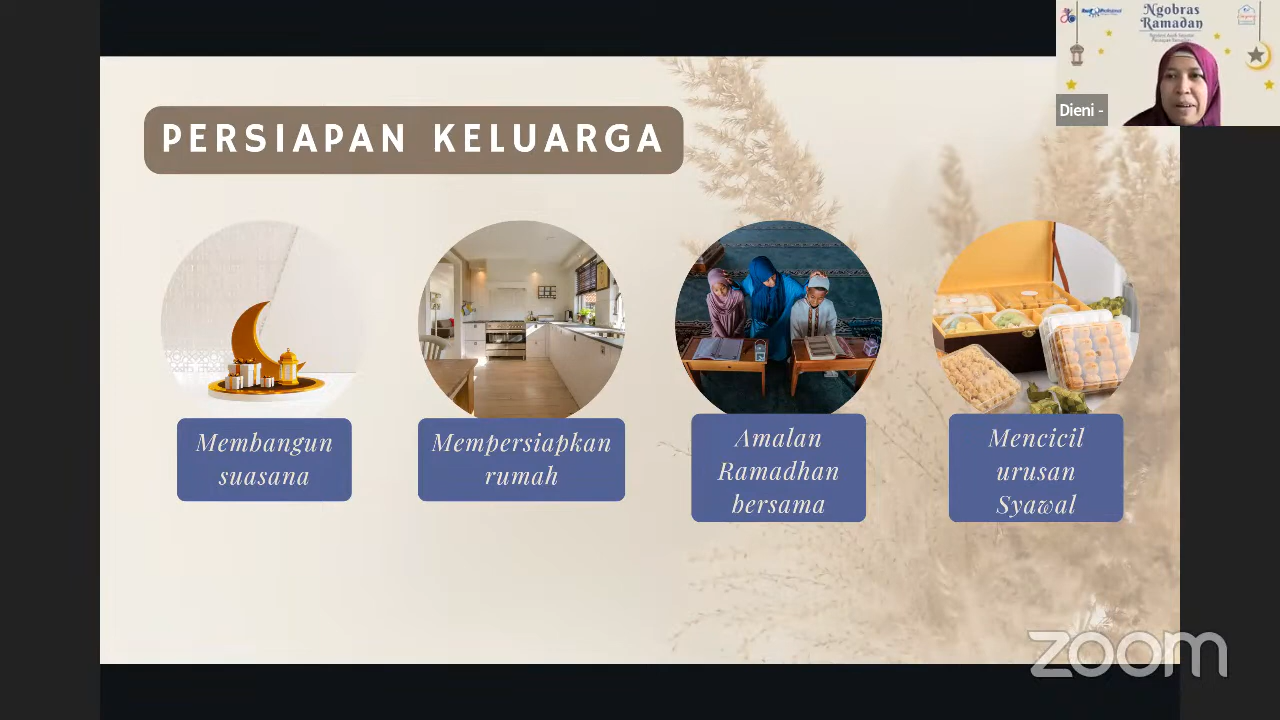 PERSIAPAN KELUARGA
Membangun
suasana
Mempersiapkan
rumah
Amalan
Ramadhan
bersama
Mencicil
urusan
Syawal
Ngobras
Ramadan
Dieni -
zoom